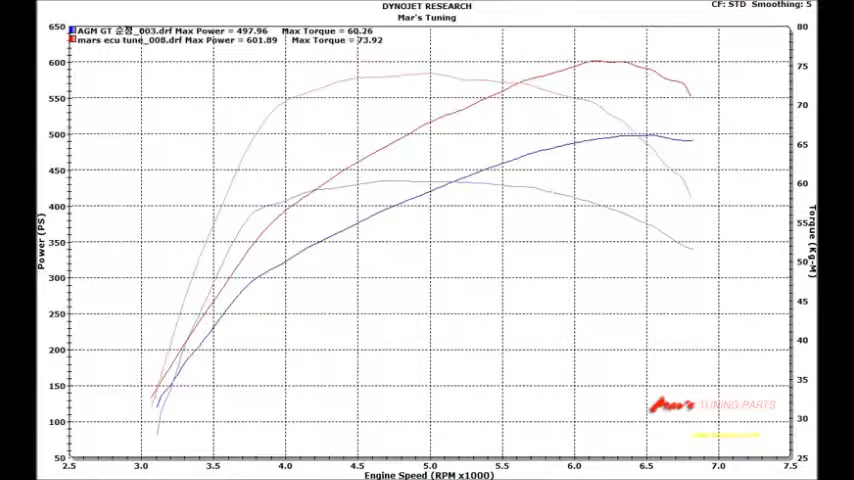 DYNOJET RESEARCH
CF: STD Smoothing: 5
Mar's Tuning
AGM GT 순정_003.drf Max Power = 497.96 Max Torque = 60.26
mars ecu tune_008.drf Max Power = 601.89 Max Torque = 73.92
650
600
550
500
450
400
350
300
250
200
150
100
50
Power (PS)
80
75
70
65
60
55
50
45
40
35
30
25
Torque (Kg-M)
Mar's TUNING PARTS
2.5 3.0 3.5 4.0 4.5 5.0 5.5 6.0 6.5 7.0 7.5
Engine Speed (RPM x1000)